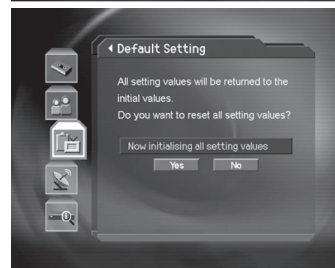 Default Setting
All setting values will be returned to the
initial values.
Do you want to reset all setting values?
Now initialising all setting values
Yes No